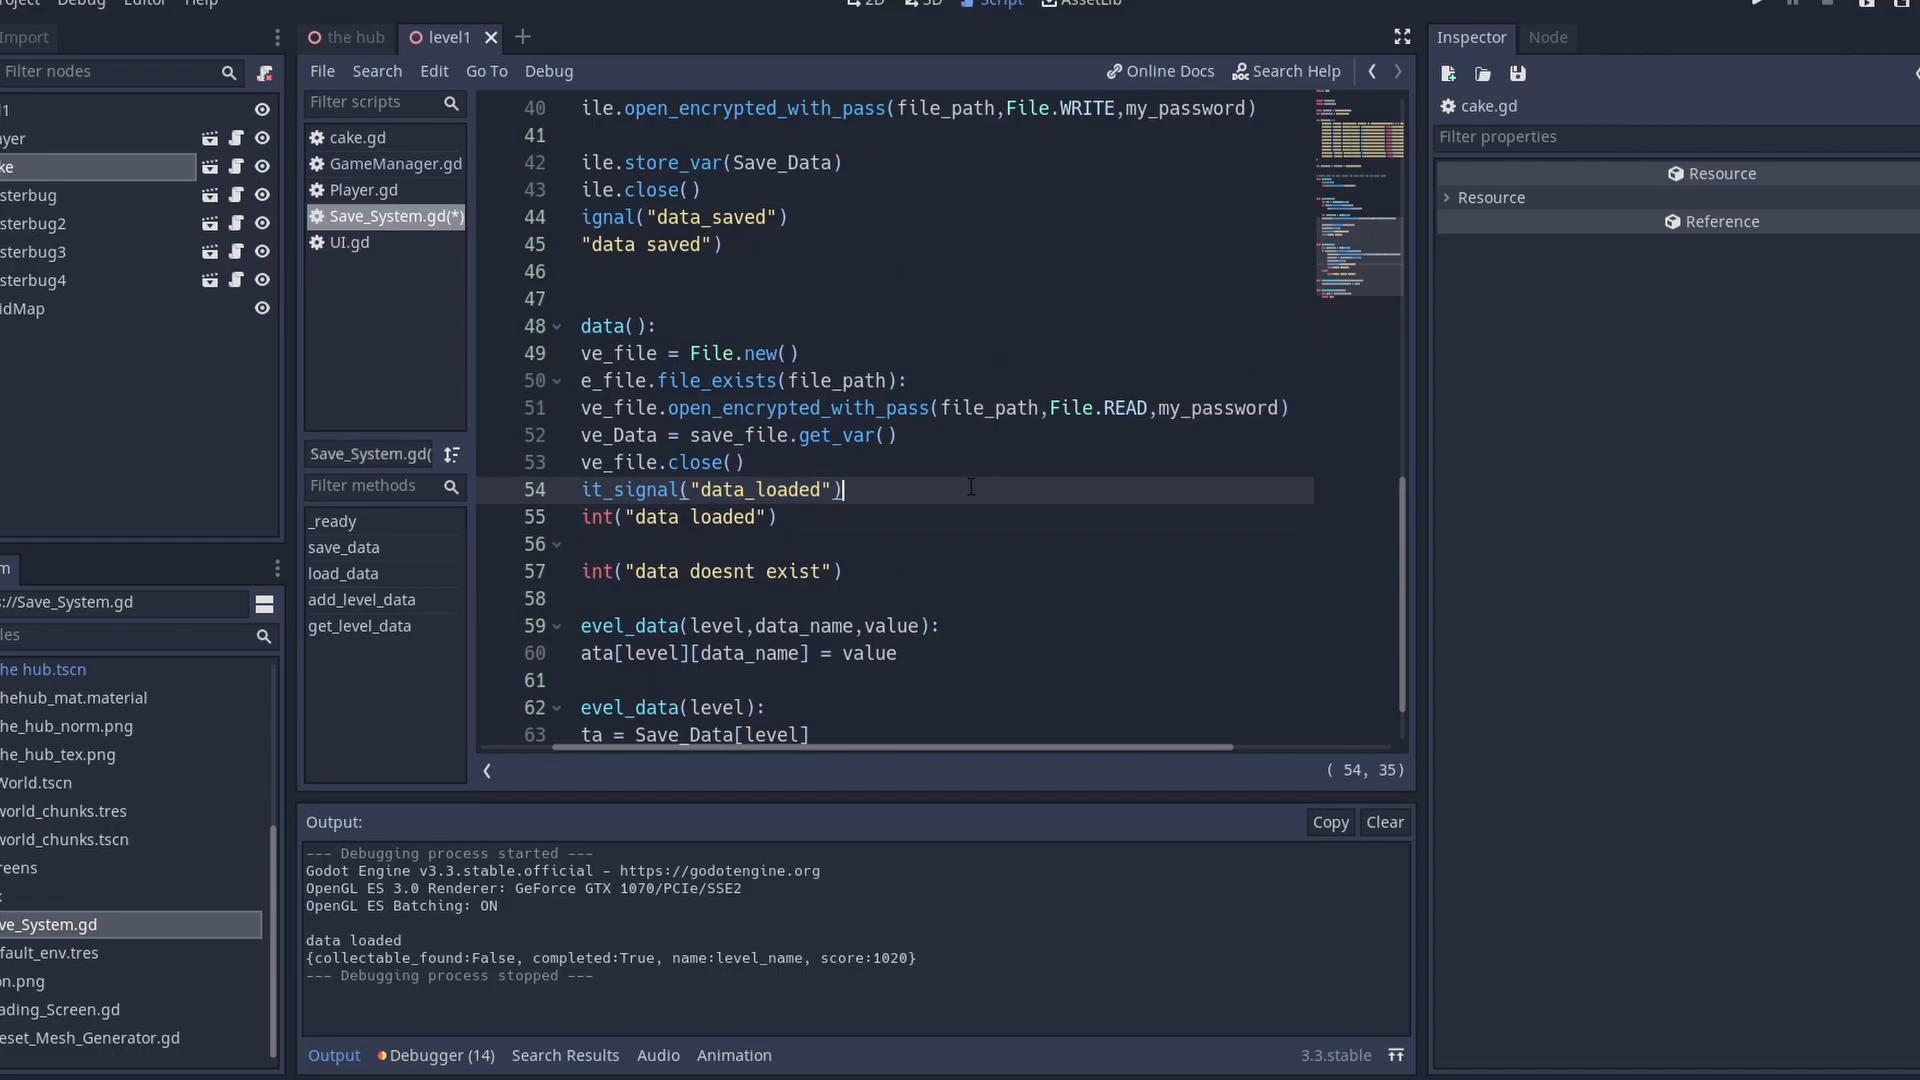 Debug
Help
2D
3D
Script
AssetLib
Import
the hub
level1
Inspector
Node
Filter nodes
File
Search
Edit
Go To
Debug
Online Docs
Search Help
Filter scripts
cake.gd
GameManager.gd
Player.gd
Save_System.gd(*)
UI.gd
cake.gd
Filter properties
Resource
Resource
Reference
l1
ayer
ke
sterbug
sterbug2
sterbug3
sterbug4
idMap
40 ile.open_encrypted_with_pass(file_path,File.WRITE,my_password)
41
42 ile.store_var(Save_Data)
43 ile.close()
44 ignal("data_saved")
45 "data saved")
46
47
48 data():
49 ve_file = File.new()
50 e_file.file_exists(file_path):
51 ve_file.open_encrypted_with_pass(file_path,File.READ,my_password)
52 ve_Data = save_file.get_var()
53 ve_file.close()
54 it_signal("data_loaded")
55 int("data loaded")
56
57 int("data doesnt exist")
58
59 evel_data(level,data_name,value):
60 ata[level][data_name] = value
61
62 evel_data(level):
63 ta = Save_Data[level]
( 54, 35)
Save_System.gd(
Filter methods
_ready
save_data
load_data
add_level_data
get_level_data
m
s://Save_System.gd
les
he hub.tscn
hehub_mat.material
he_hub_norm.png
he_hub_tex.png
World.tscn
world_chunks.tres
world_chunks.tscn
reens
ve_System.gd
fault_env.tres
on.png
ading_Screen.gd
eset_Mesh_Generator.gd
Output:
Copy
Clear
--- Debugging process started ---
Godot Engine v3.3.stable.official - https://godotengine.org
OpenGL ES 3.0 Renderer: GeForce GTX 1070/PCIe/SSE2
OpenGL ES Batching: ON
data loaded
{collectable_found:False, completed:True, name:level_name, score:1020}
--- Debugging process stopped ---
Output
Debugger (14)
Search Results
Audio
Animation
3.3.stable